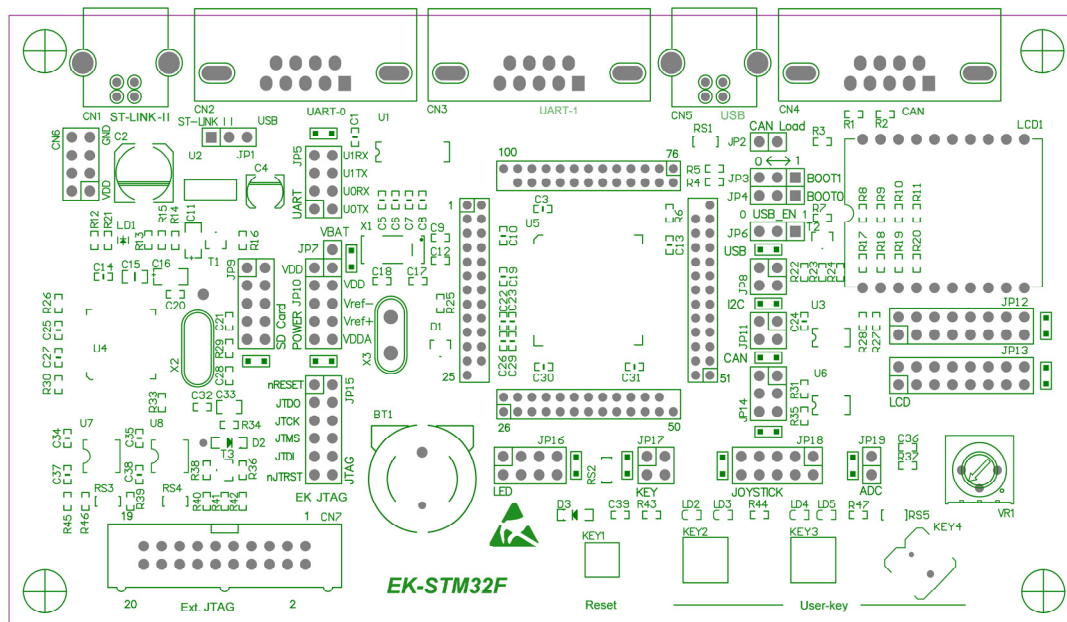 CN1
ST-LINK-II
CN2
UART-0
CN3
UART-1
CN5
USB
CN4
CAN
ST-LINK II
USB
JP1
U1
C1
RS1
JP2
CAN Load
R3
R1
R2
LCD1
CN6
GND
VDD
C2
U2
C4
JP5
U1RX
U1TX
U0RX
U0TX
UART
100
76
R5
R4
0
1
JP3
BOOT1
JP4
BOOT0
0 USB_EN 1
R7
R8
R9
R10
R11
R12
R21
LD1
R13
R15
R14
C11
T1
R16
VBAT
JP7
X1
C5
C6
C7
C8
C9
C12
1
C3
U5
C10
R6
C13
JP6
T2
USB
R17
R18
R19
R20
C14
C15
C16
C20
JP9
VDD
VDD
C18
C17
C19
JP8
R22
R23
R24
I2C
U3
JP12
R26
C25
C27
R30
U4
X2
C21
R29
C28
SD Card
POWER JP10
Vref-
Vref+
VDDA
X3
R25
D1
C22
C23
C26
C29
JP11
C24
R28
R27
JP13
CAN
C30
C31
25
51
U6
R33
C32
C33
R34
nRESET
JTDO
JTCK
JTMS
JTDI
nJTRST
JP15
JTAG
EK JTAG
BT1
26
50
JP14
R31
R35
LCD
C34
U7
C35
U8
D2
T3
C37
C38
R38
R36
JP16
LED
RS2
JP17
KEY
JP18
JOYSTICK
JP19
ADC
C36
R37
RS3
R39
RS4
R40
R41
R42
R45
R46
19
1
CN7
D3
C39
R43
LD2
LD3
R44
LD4
LD5
R47
RS5
VR1
KEY1
KEY2
KEY3
KEY4
20
Ext. JTAG
2
EK-STM32F
Reset
User-key